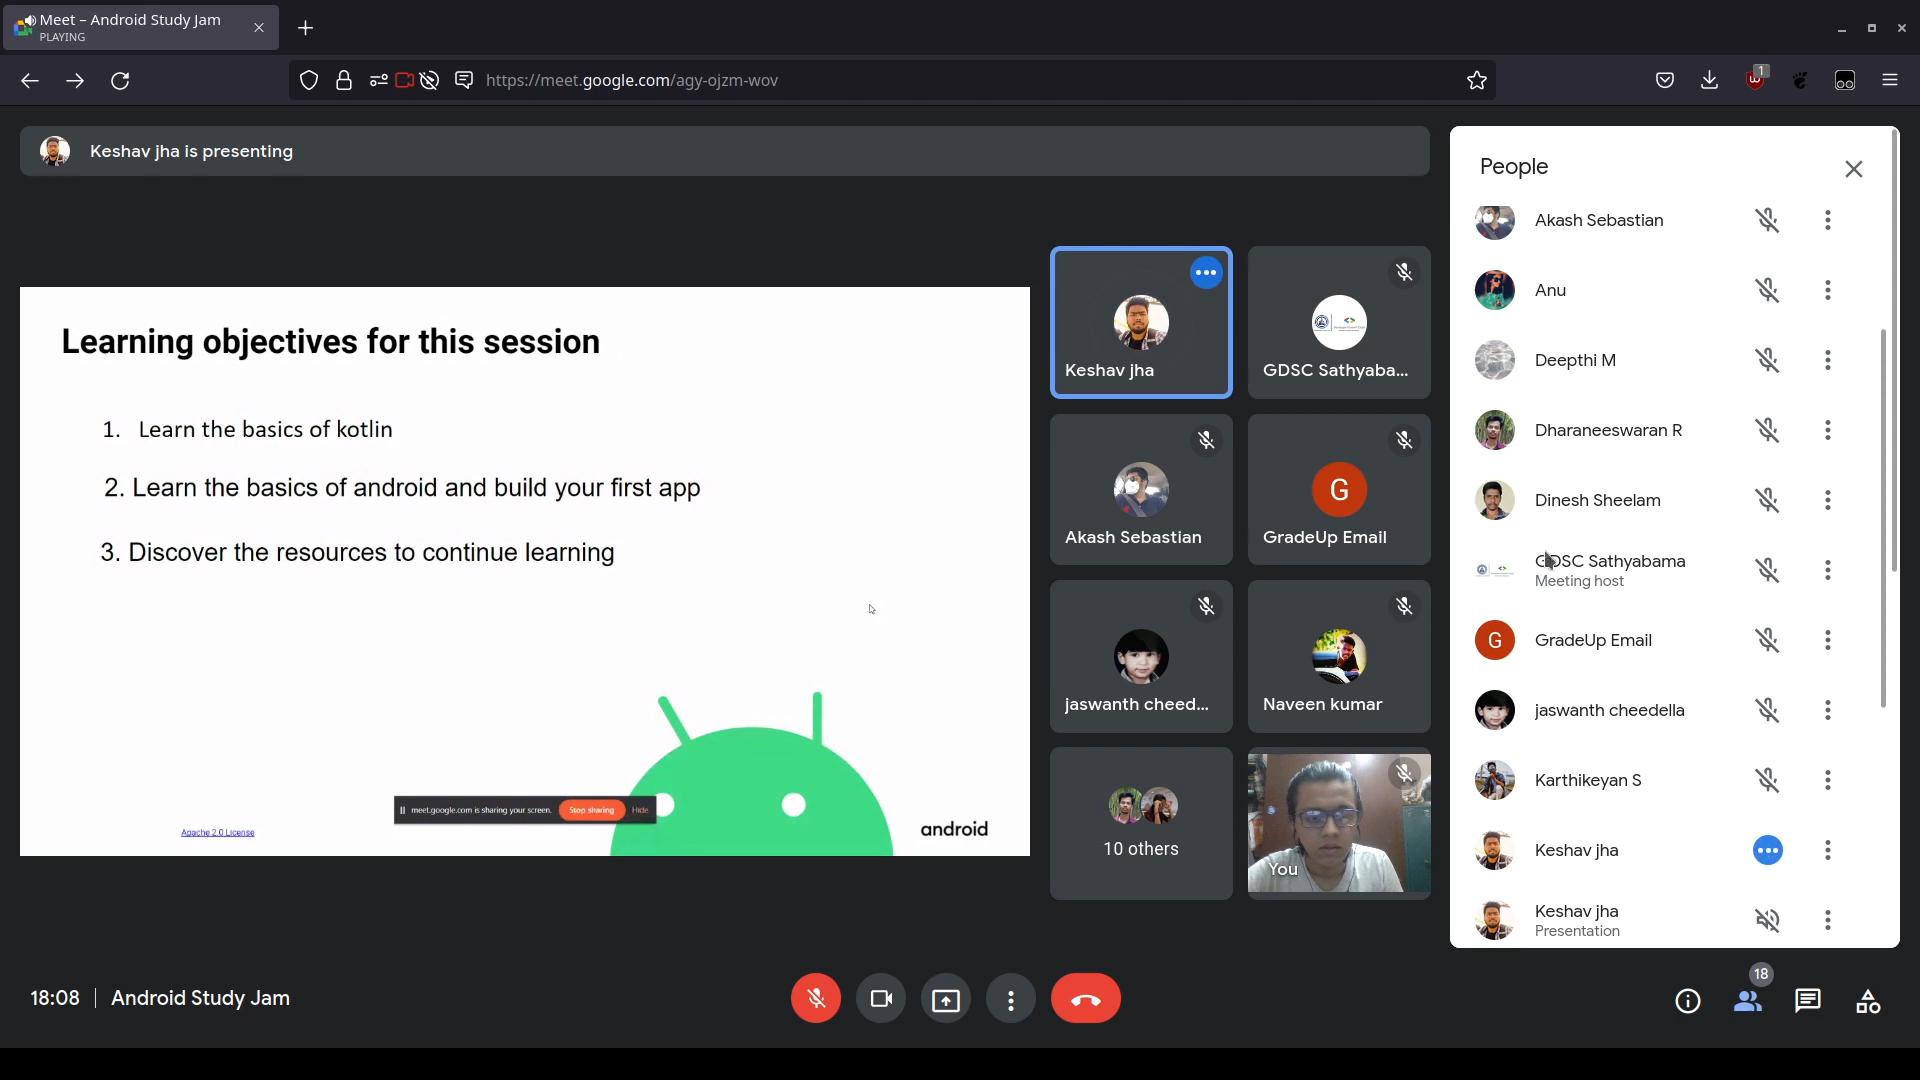 Meet – Android Study Jam
PLAYING
https://meet.google.com/agy-ojzm-wov
1
Keshav jha is presenting
Learning objectives for this session
1. Learn the basics of kotlin
2. Learn the basics of android and build your first app
3. Discover the resources to continue learning
meet.google.com is sharing your screen.
Stop sharing
Hide
Apache 2.0 License
android
Keshav jha
GDSC Sathyaba...
Akash Sebastian
G
GradeUp Email
jaswanth cheed...
Naveen kumar
10 others
You
People
Akash Sebastian
Anu
Deepthi M
Dharaneeswaran R
Dinesh Sheelam
GDSC Sathyabama
Meeting host
G
GradeUp Email
jaswanth cheedella
Karthikeyan S
Keshav jha
Keshav jha
Presentation
18:08
Android Study Jam
18